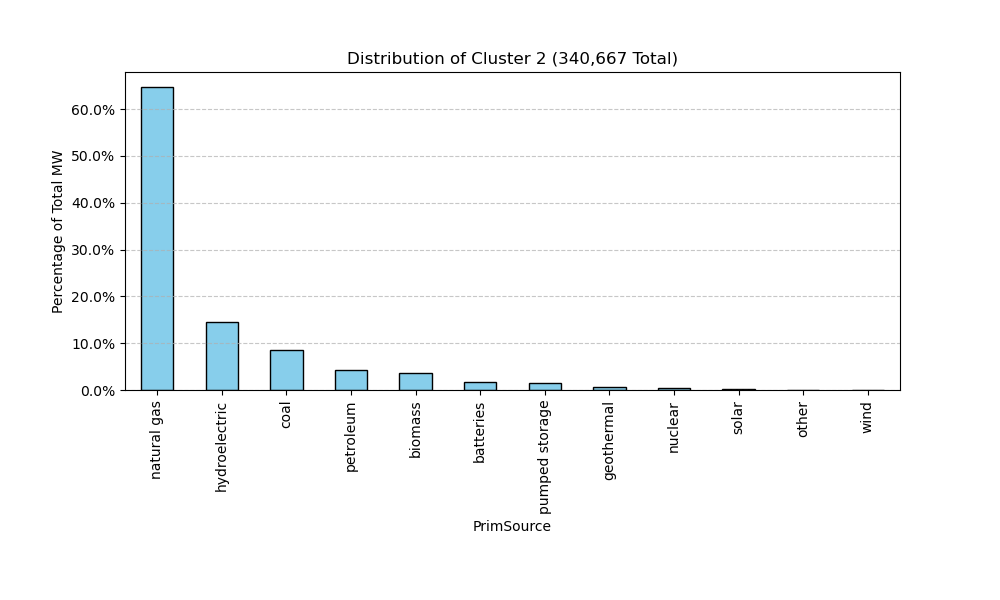 Distribution of Cluster 2 (340,667 Total)
Percentage of Total MW
60.0%
50.0%
40.0%
30.0%
20.0%
10.0%
0.0%
natural gas
hydroelectric
coal
petroleum
biomass
batteries
pumped storage
geothermal
nuclear
solar
other
wind
PrimSource